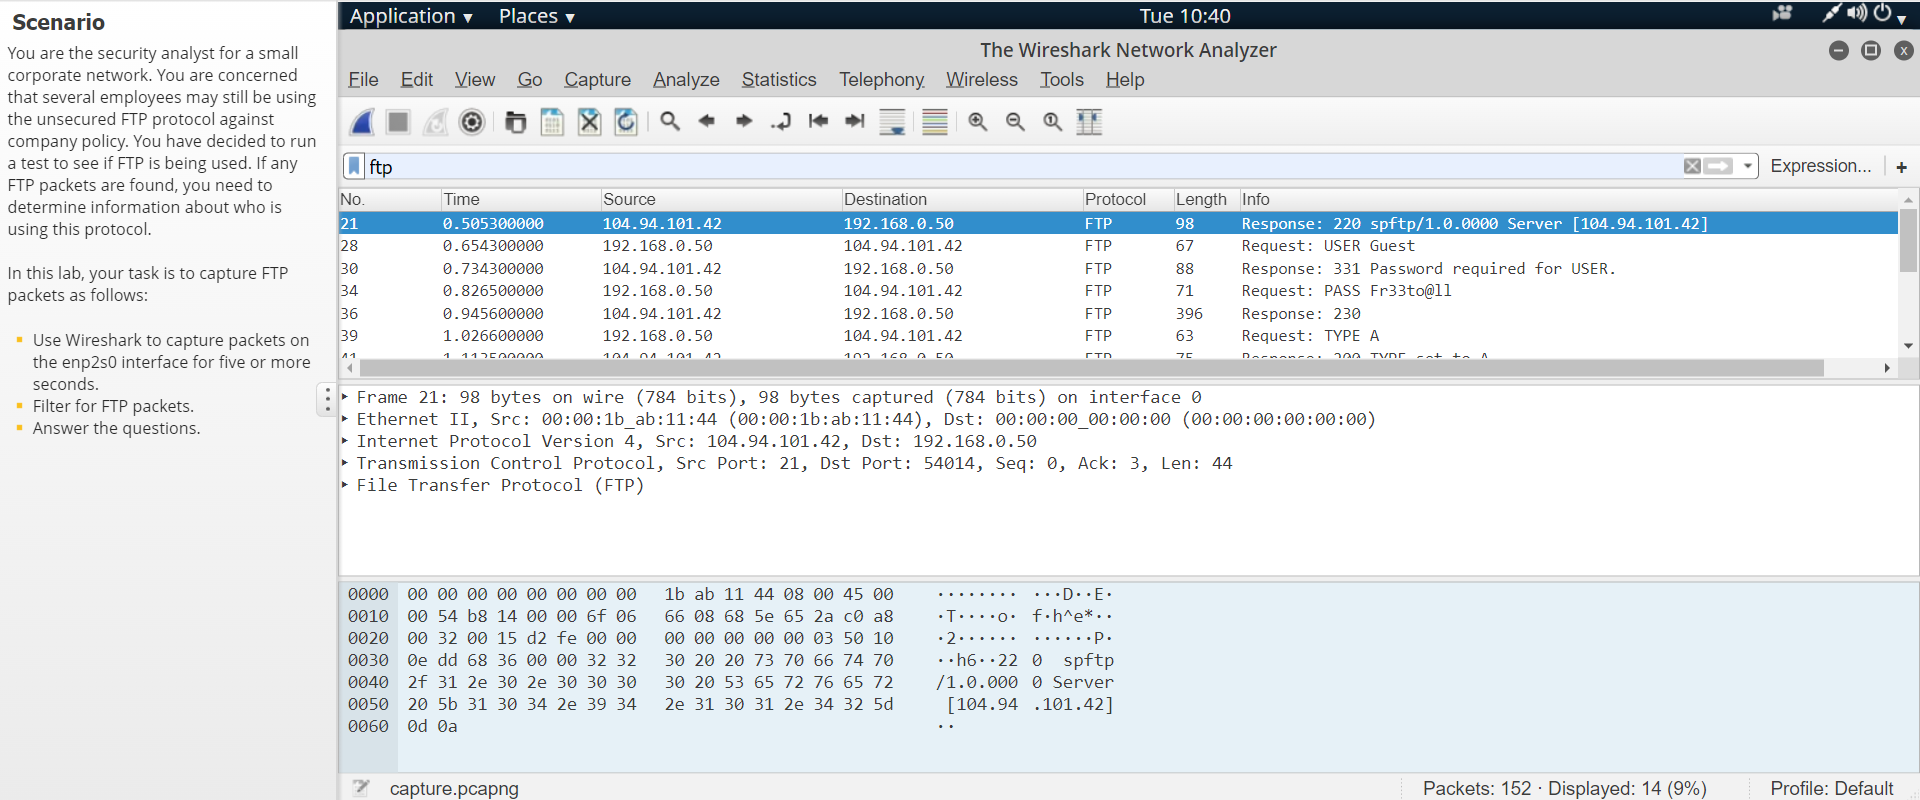 Scenario
You are the security analyst for a small
corporate network. You are concerned
that several employees may still be using
the unsecured FTP protocol against
company policy. You have decided to run
a test to see if FTP is being used. If any
FTP packets are found, you need to
determine information about who is
using this protocol.
In this lab, your task is to capture FTP
packets as follows:
Use Wireshark to capture packets on
the enp2s0 interface for five or more
seconds.
Filter for FTP packets.
Answer the questions.
Application Places Tue 10:40
The Wireshark Network Analyzer
File Edit View Go Capture Analyze Statistics Telephony Wireless Tools Help
ftp Expression... +
No. Time Source Destination Protocol Length Info
21 0.505300000 104.94.101.42 192.168.0.50 FTP 98 Response: 220 spftp/1.0.0000 Server [104.94.101.42]
28 0.654300000 192.168.0.50 104.94.101.42 FTP 67 Request: USER Guest
30 0.734300000 104.94.101.42 192.168.0.50 FTP 88 Response: 331 Password required for USER.
34 0.826500000 192.168.0.50 104.94.101.42 FTP 71 Request: PASS Fr33to@ll
36 0.945600000 104.94.101.42 192.168.0.50 FTP 396 Response: 230
39 1.026600000 192.168.0.50 104.94.101.42 FTP 63 Request: TYPE A
41 1.113500000 104.94.101.42 192.168.0.50 FTP 75 Response: 200 TYPE set to A
Frame 21: 98 bytes on wire (784 bits), 98 bytes captured (784 bits) on interface 0
Ethernet II, Src: 00:00:1b_ab:11:44 (00:00:1b:ab:11:44), Dst: 00:00:00_00:00:00 (00:00:00:00:00:00)
Internet Protocol Version 4, Src: 104.94.101.42, Dst: 192.168.0.50
Transmission Control Protocol, Src Port: 21, Dst Port: 54014, Seq: 0, Ack: 3, Len: 44
File Transfer Protocol (FTP)
0000 00 00 00 00 00 00 00 00 1b ab 11 44 08 00 45 00 ········ ···D··E·
0010 00 54 b8 14 00 00 6f 06 66 08 68 5e 65 2a c0 a8 ·T····o· f·h^e*··
0020 00 32 00 15 d2 fe 00 00 00 00 00 00 00 03 50 10 ·2······ ······P·
0030 0e dd 68 36 00 00 32 32 30 20 20 73 70 66 74 70 ··h6··22 0  spftp
0040 2f 31 2e 30 2e 30 30 30 30 20 53 65 72 76 65 72 /1.0.000 0 Server
0050 20 5b 31 30 34 2e 39 34 2e 31 30 31 2e 34 32 5d [104.94 .101.42]
0060 0d 0a ··
capture.pcapng Packets: 152 · Displayed: 14 (9%) Profile: Default